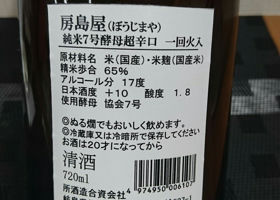 房島屋(ぼうじまや)
純米7号酵母超辛口 一回火入
原材料名 米(国産)・米麹(国産米)
精米歩合 65%
アルコール分 17度
日本酒度 +10 酸度 1.8
使用酵母 協会7号
◎ぬる燗でもおいしく飲めます。
◎冷蔵庫又は冷暗所で保存してください
お酒は20才になってから
清酒
720ml
所酒造合資会社
4974950006107